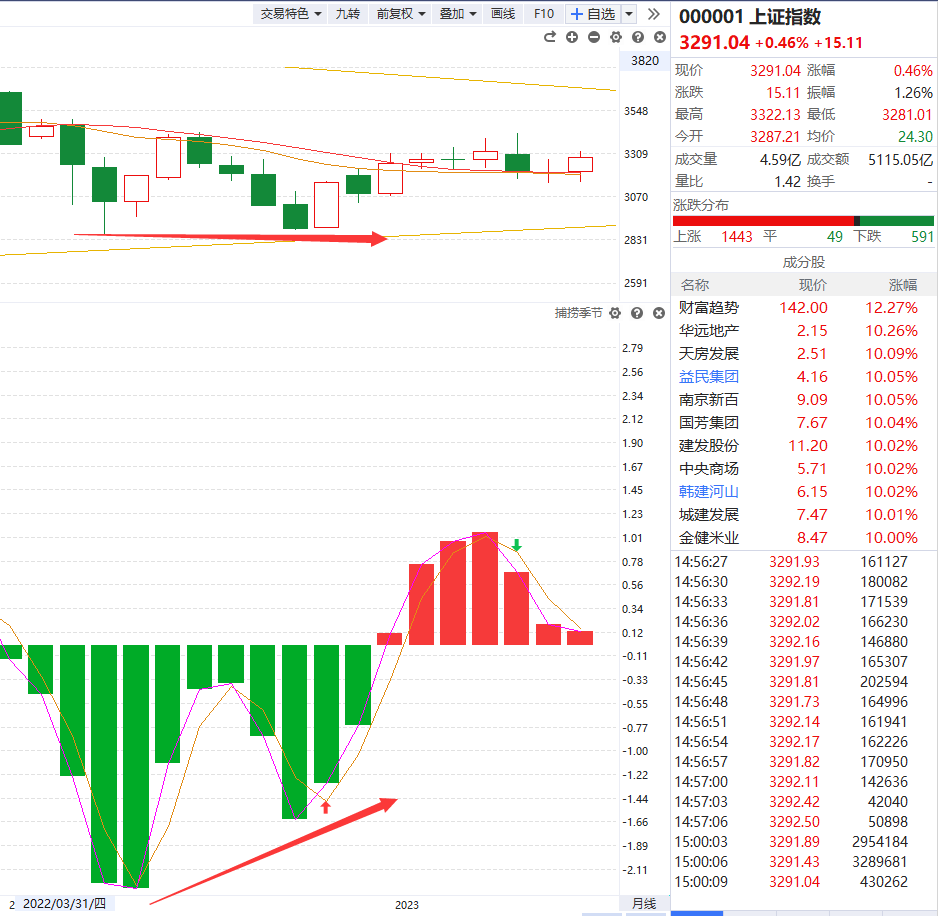 交易特色 九转 前复权 叠加 画线 F10 自选
3820
3548
3309
3070
2831
2591
捕捞季节
2.79
2.56
2.34
2.12
1.90
1.67
1.45
1.23
1.01
0.78
0.56
0.34
0.12
-0.11
-0.33
-0.55
-0.77
-1.00
-1.22
-1.44
-1.66
-1.89
-2.11
2 2022/03/31/四 2023 月线
000001 上证指数
3291.04 +0.46% +15.11
现价 3291.04 涨幅 0.46%
涨跌 15.11 振幅 1.26%
最高 3322.13 最低 3281.01
今开 3287.21 均价 24.30
成交量 4.59亿 成交额 5115.05亿
量比 1.42 换手 -
涨跌分布
上涨 1443 平 49 下跌 591
成分股
名称 现价 涨幅
财富趋势 142.00 12.27%
华远地产 2.15 10.26%
天房发展 2.51 10.09%
益民集团 4.16 10.05%
南京新百 9.09 10.05%
国芳集团 7.67 10.04%
建发股份 11.20 10.02%
中央商场 5.71 10.02%
韩建河山 6.15 10.02%
城建发展 7.47 10.01%
金健米业 8.47 10.00%
14:56:27 3291.93 161127
14:56:30 3292.19 180082
14:56:33 3291.81 171539
14:56:36 3292.02 166230
14:56:39 3292.16 146880
14:56:42 3291.97 165307
14:56:45 3291.81 202594
14:56:48 3291.73 164996
14:56:51 3292.14 161941
14:56:54 3292.17 162226
14:56:57 3291.82 170950
14:57:00 3292.11 142636
14:57:03 3292.42 42040
14:57:06 3292.50 50898
15:00:03 3291.89 2954184
15:00:06 3291.43 3289681
15:00:09 3291.04 430262